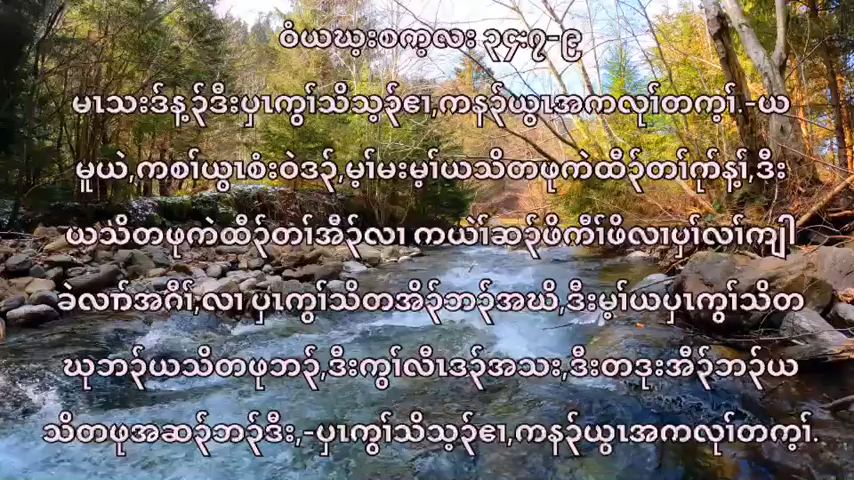 ဝံယဃ့းစက့လး ၃၄း၇-၉
မၤသးဒ်န့ၣ်ဒီးပှၤကွၢ်သိသ့ၣ်ဧၢ,ကနၣ်ယွၤအကလုၢ်တက့ၢ်.-ယ
မူယဲ,ကစၢ်ယွၤစံးဝဲဒၣ်,မ့ၢ်မးမ့ၢ်ယသိတဖုကဲထီၣ်တၢ်ဂုာ်န့ၢ်,ဒီး
ယသိတဖုကဲထီၣ်တၢ်အီၣ်လၢ ကယဲၢ်ဆၣ်ဖိကီၢ်ဖိလၢပှၢ်လၢ်ကျါ
ခဲလၢာ်အဂီၢ်,လၢ ပှၤကွၢ်သိတအိၣ်ဘၣ်အဃိ,ဒီးမ့ၢ်ယပှၤကွၢ်သိတ
ဃုဘၣ်ယသိတဖုဘၣ်,ဒီးကွၢ်လီၤဒၣ်အသး,ဒီးတဒုးအီၣ်ဘၣ်ယ
သိတဖုအဆၣ်ဘၣ်ဒီး,-ပှၤကွၢ်သိသ့ၣ်ဧၢ,ကနၣ်ယွၤအကလုၢ်တက့ၢ်.